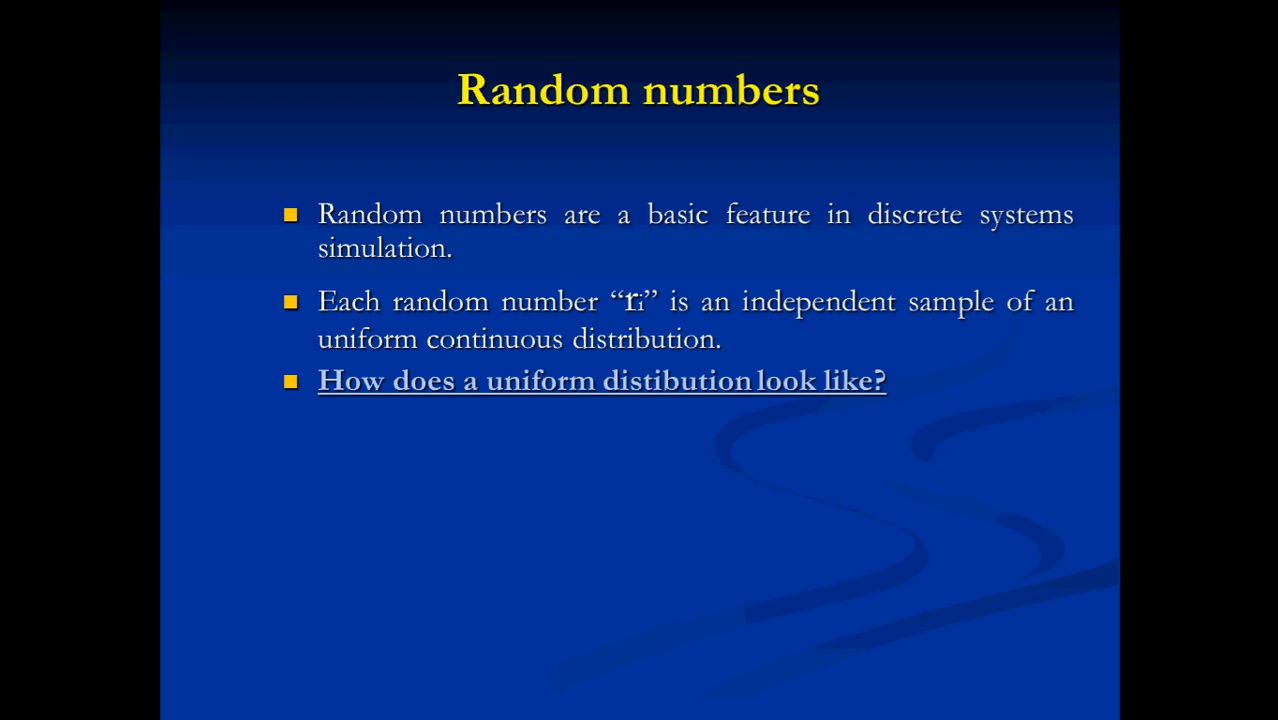 Random numbers
Random numbers are a basic feature in discrete systems
simulation.
Each random number “ri” is an independent sample of an
uniform continuous distribution.
How does a uniform distibution look like?